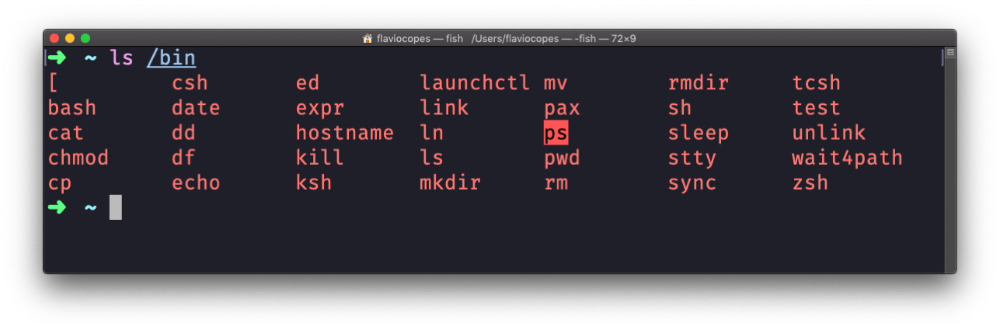 flaviocopes — fish /Users/flaviocopes — -fish — 72×9
➜ ~ ls /bin
[ csh ed launchctl mv rmdir tcsh
bash date expr link pax sh test
cat dd hostname ln ps sleep unlink
chmod df kill ls pwd stty wait4path
cp echo ksh mkdir rm sync zsh
➜ ~